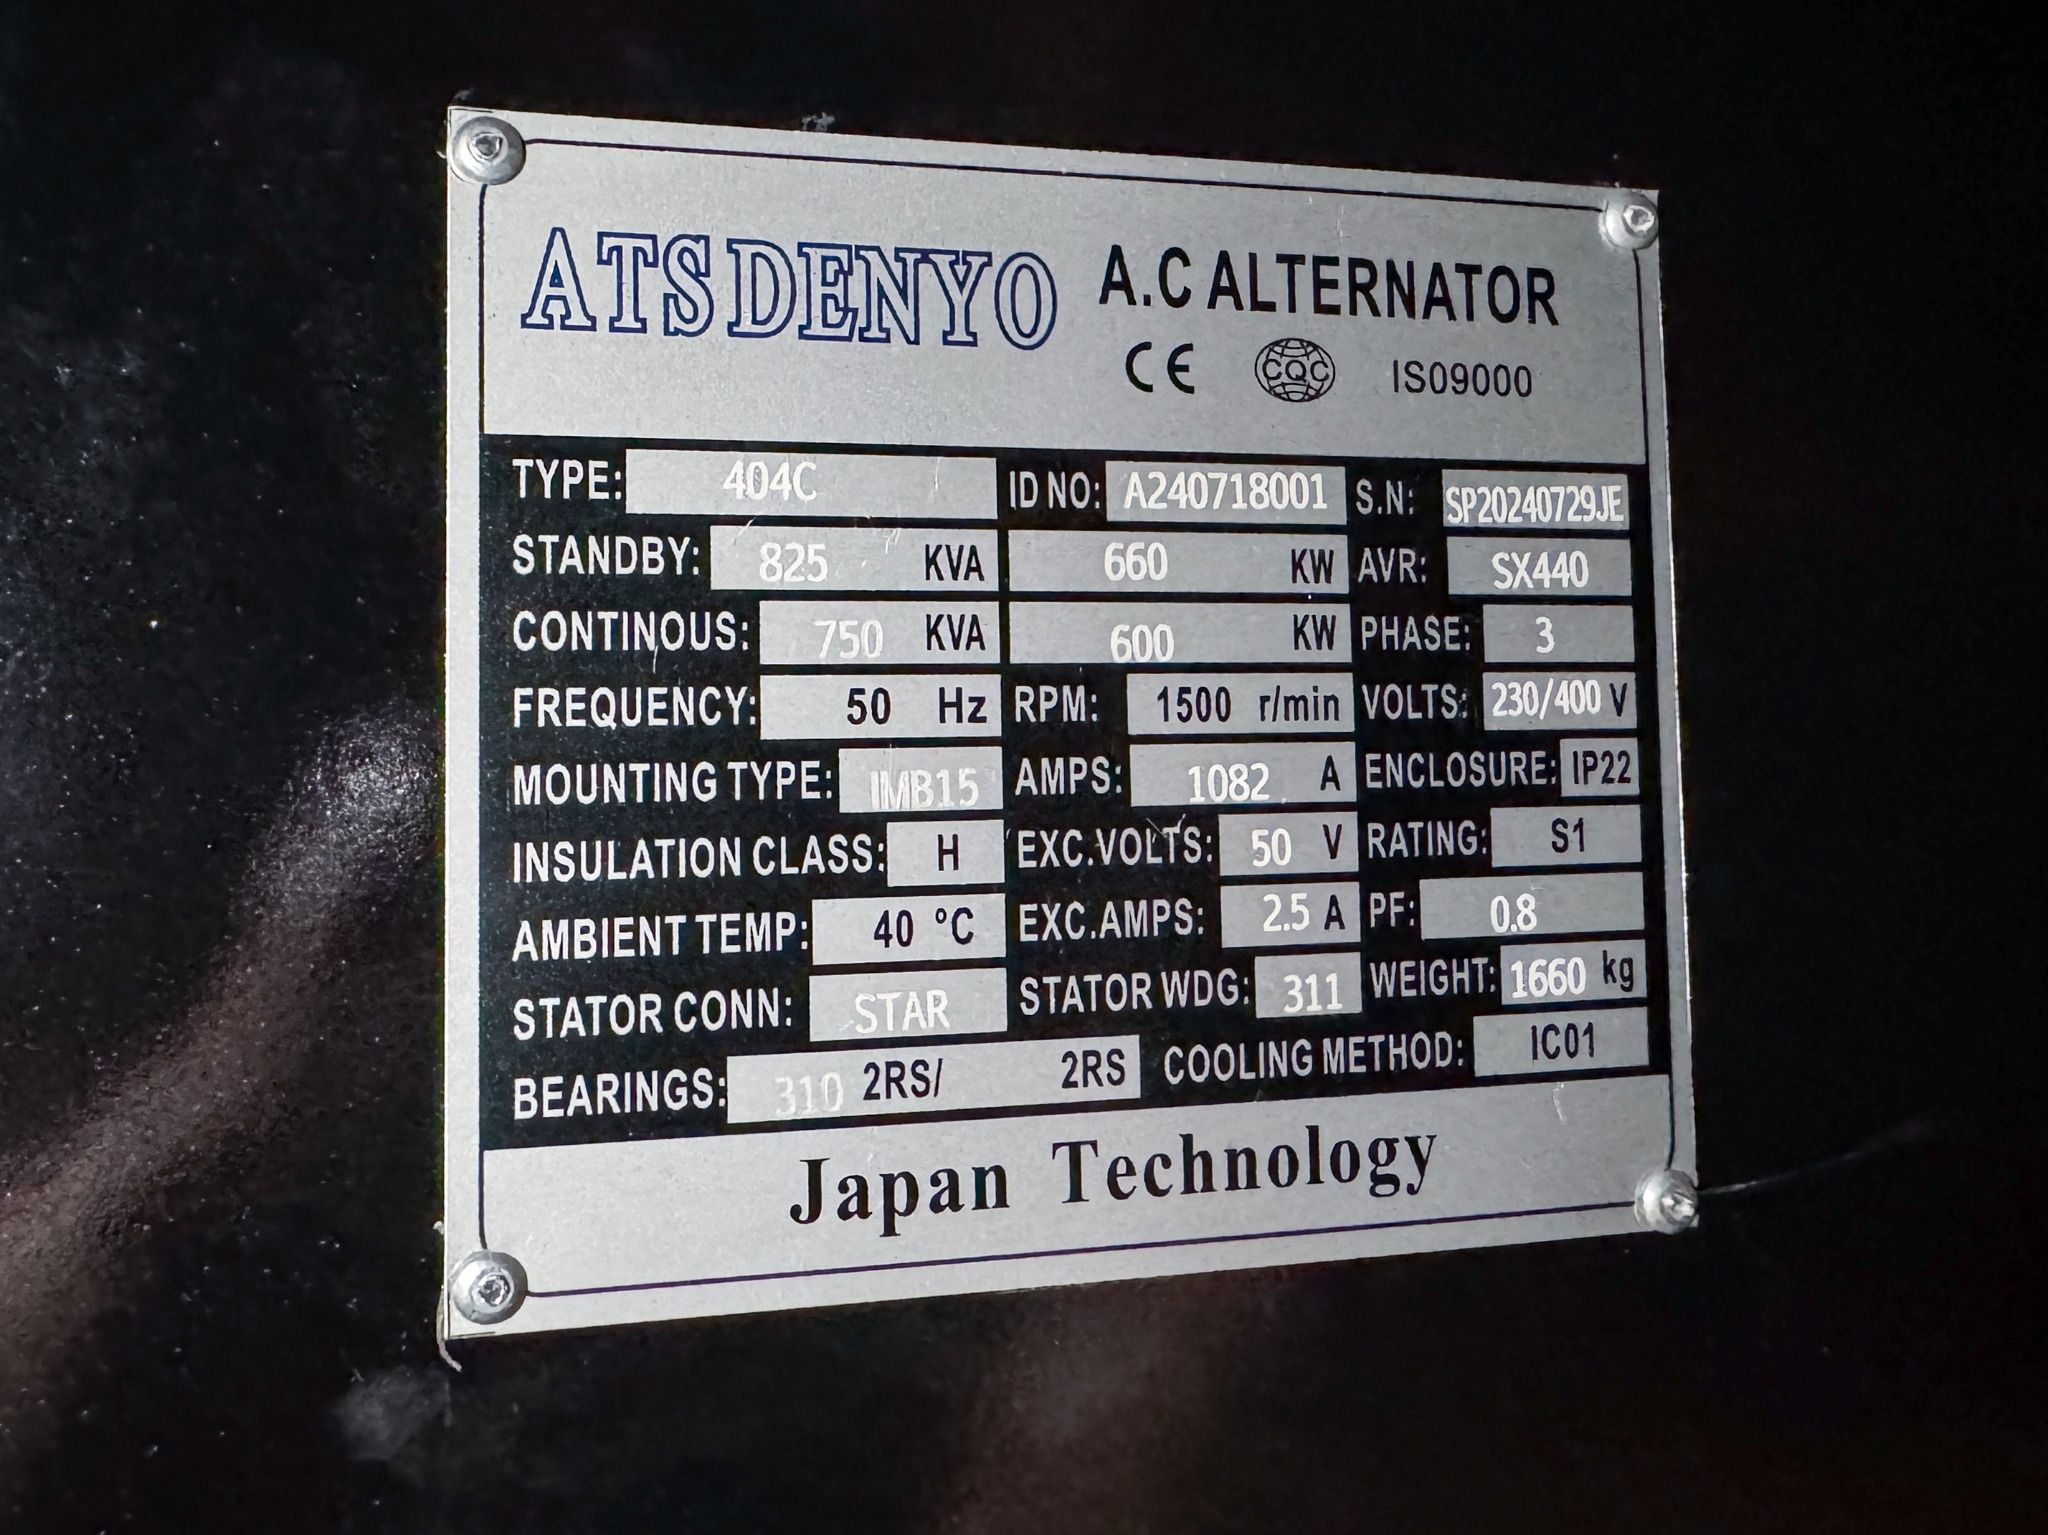 ATSDENYO A.C ALTERNATOR
CE CQC ISO9000
TYPE: 404C ID NO: A240718001 S.N: SP20240729JE
STANDBY: 825 KVA 660 KW AVR: SX440
CONTINOUS: 750 KVA 600 KW PHASE: 3
FREQUENCY: 50 Hz RPM: 1500 r/min VOLTS: 230/400 V
MOUNTING TYPE: IMB15 AMPS: 1082 A ENCLOSURE: IP22
INSULATION CLASS: H EXC.VOLTS: 50 V RATING: S1
AMBIENT TEMP: 40 °C EXC.AMPS: 2.5 A PF: 0.8
STATOR CONN: STAR STATOR WDG: 311 WEIGHT: 1660 kg
BEARINGS: 310 2RS/ 2RS COOLING METHOD: IC01
Japan Technology